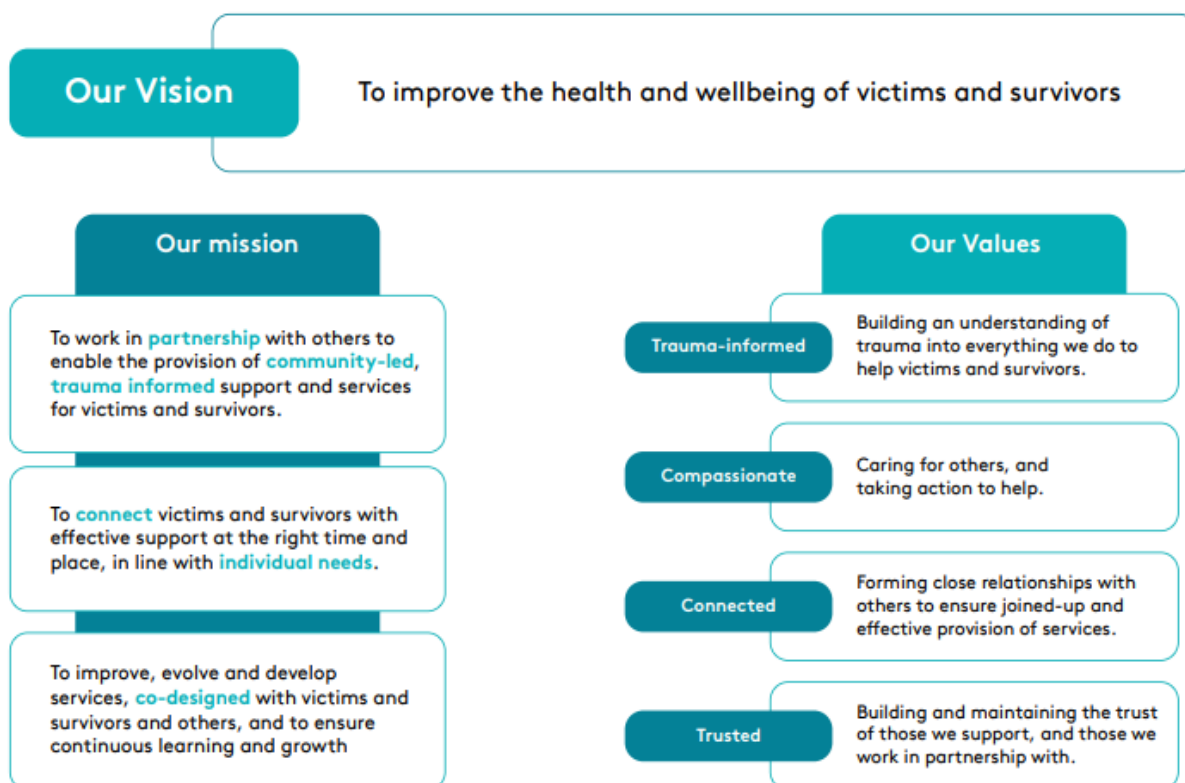 Our Vision
To improve the health and wellbeing of victims and survivors
Our mission
To work in partnership with others to
enable the provision of community-led,
trauma informed support and services
for victims and survivors.
To connect victims and survivors with
effective support at the right time and
place, in line with individual needs.
To improve, evolve and develop
services, co-designed with victims and
survivors and others, and to ensure
continuous learning and growth
Our Values
Trauma-informed
Building an understanding of
trauma into everything we do to
help victims and survivors.
Compassionate
Caring for others, and
taking action to help.
Connected
Forming close relationships with
others to ensure joined-up and
effective provision of services.
Trusted
Building and maintaining the trust
of those we support, and those we
work in partnership with.